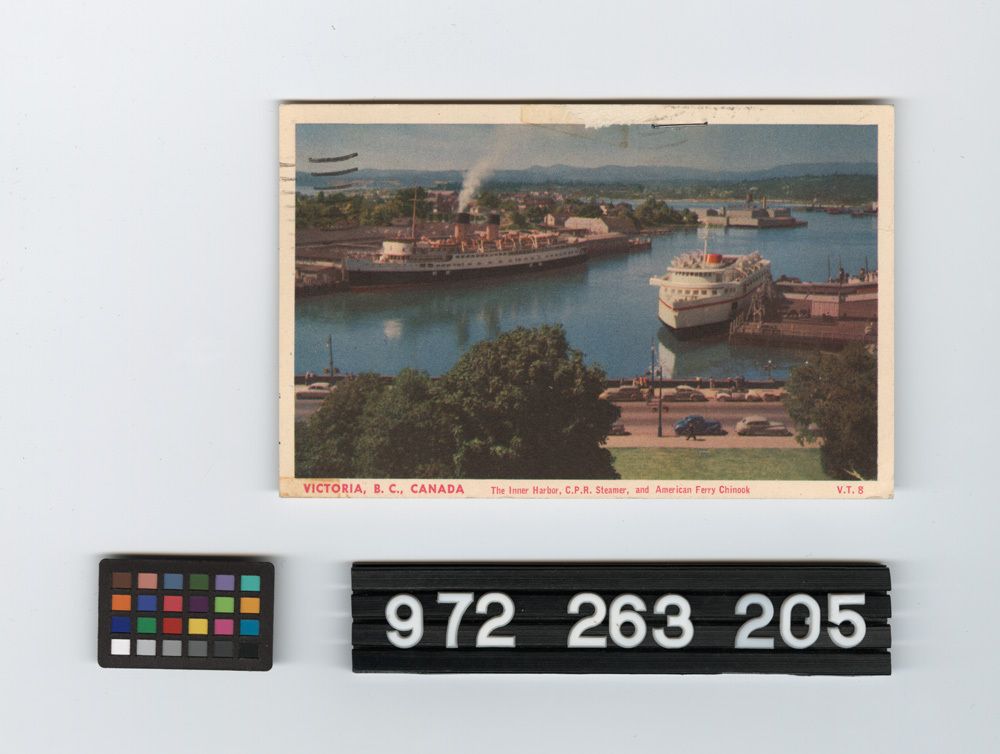 VICTORIA, B. C., CANADA The Inner Harbor, C.P.R. Steamer, and American Ferry Chinook V.T. 8
972 263 205